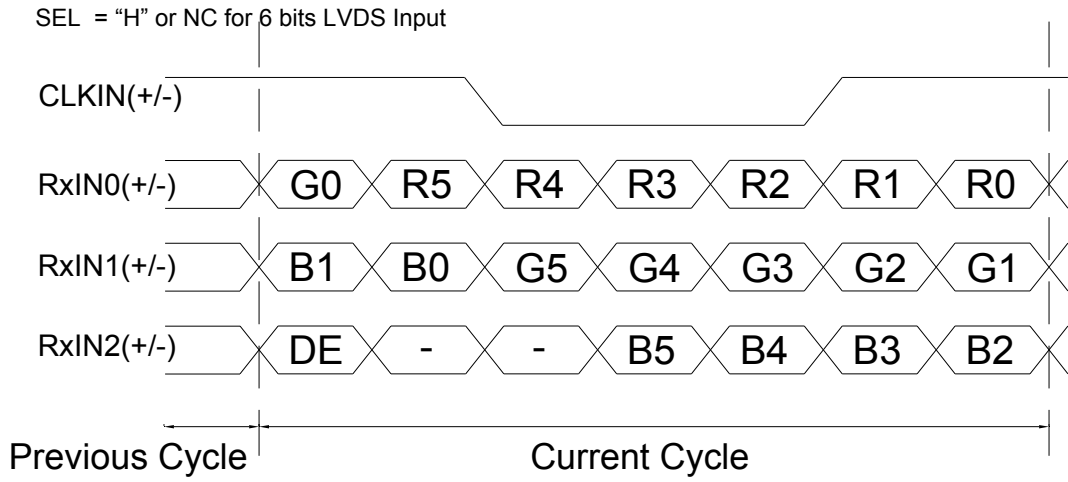 SEL = “H” or NC for 6 bits LVDS Input
CLKIN(+/-)
RxIN0(+/-) G0 R5 R4 R3 R2 R1 R0
RxIN1(+/-) B1 B0 G5 G4 G3 G2 G1
RxIN2(+/-) DE - - B5 B4 B3 B2
Previous Cycle Current Cycle